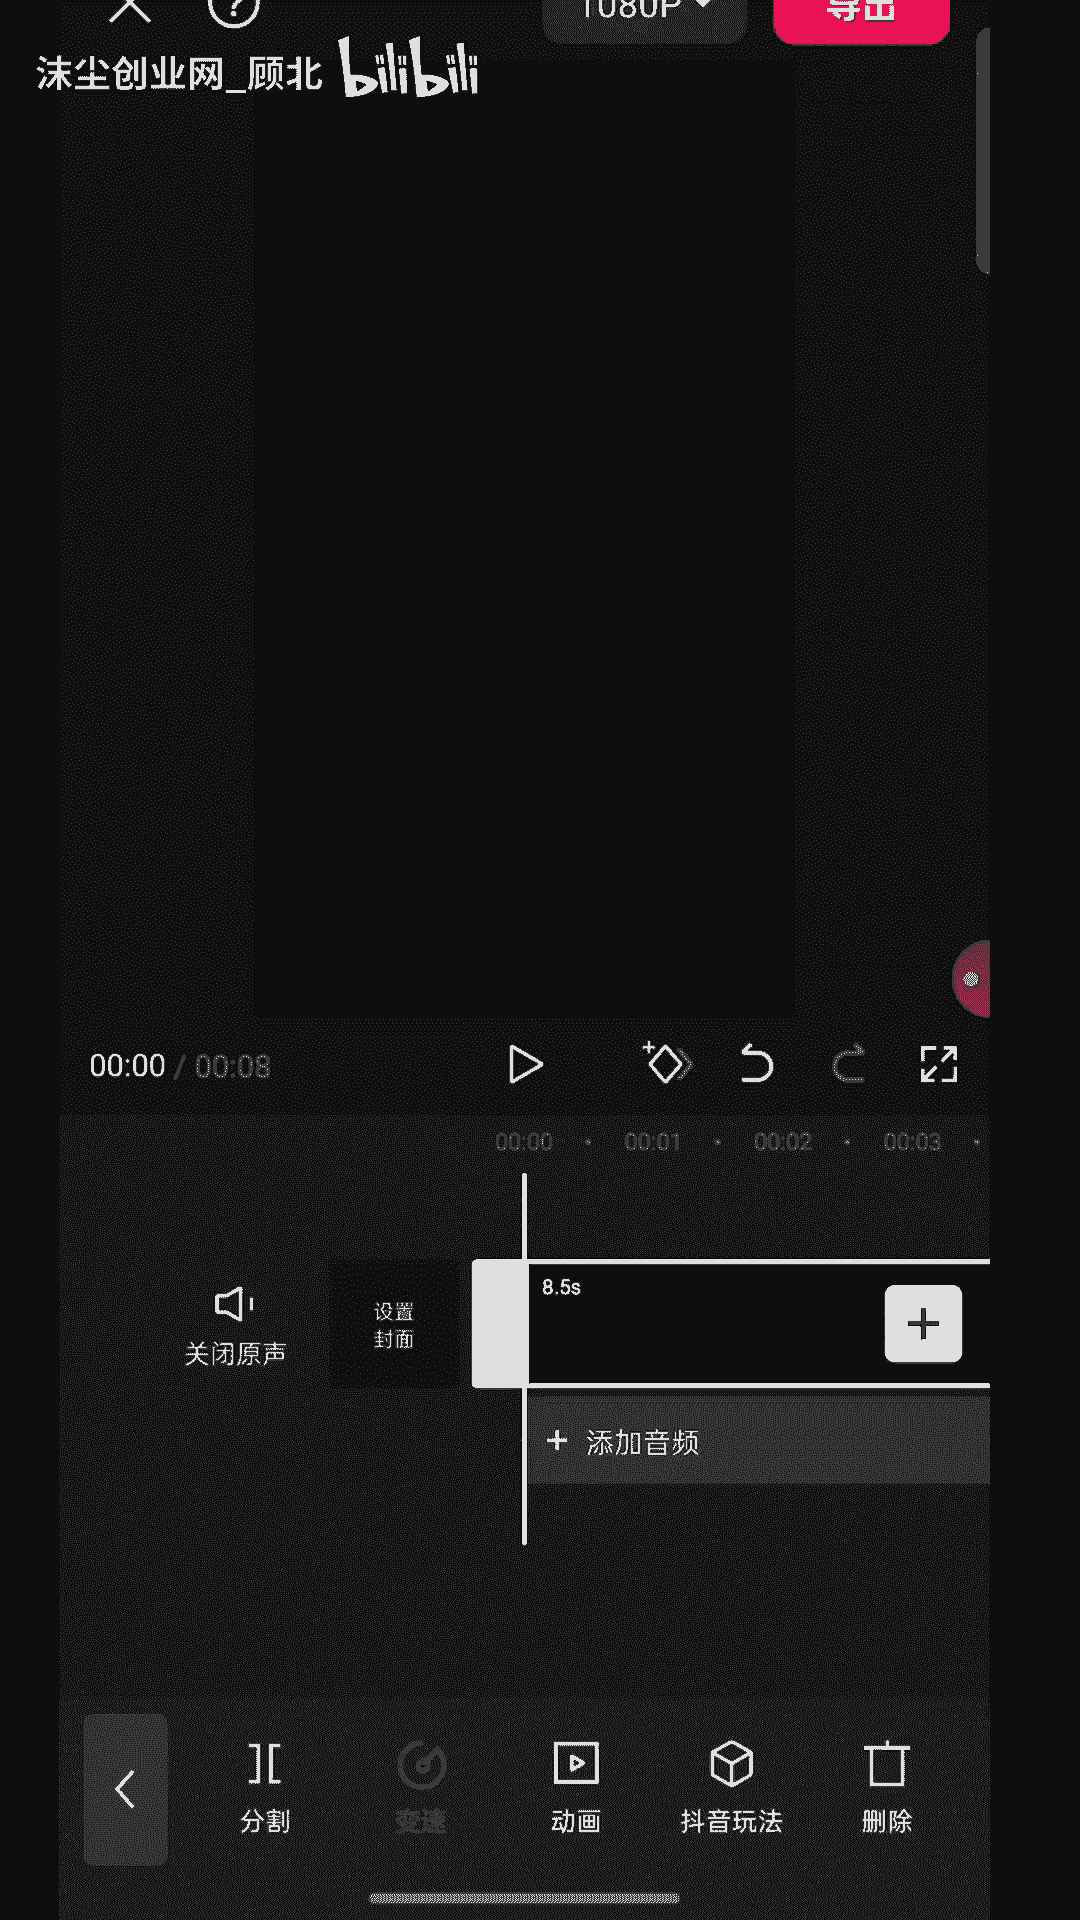 1080P
导出
沫尘创业网_顾北 bilibili
00:00 / 00:08
00:00 00:01 00:02 00:03
8.5s
设置
封面
关闭原声
添加音频
分割 变速 动画 抖音玩法 删除